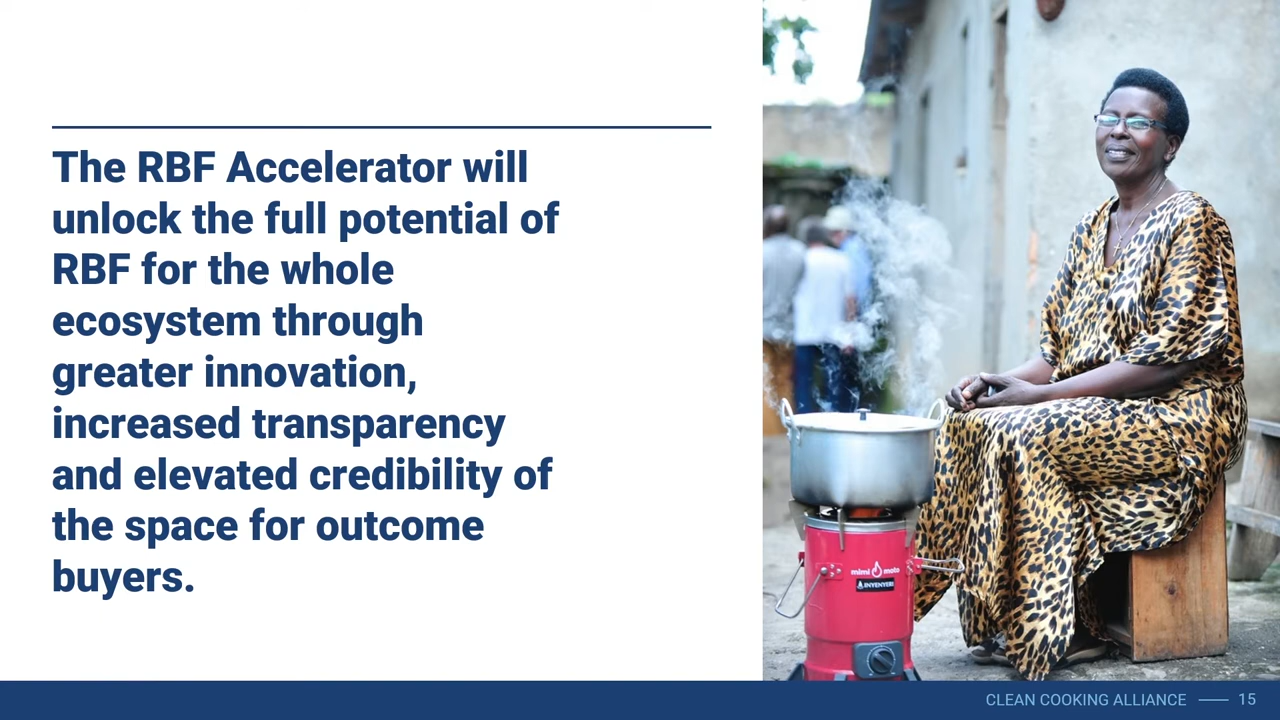 The RBF Accelerator will
unlock the full potential of
RBF for the whole
ecosystem through
greater innovation,
increased transparency
and elevated credibility of
the space for outcome
buyers.
mimi moto
INYENYERI
CLEAN COOKING ALLIANCE
15